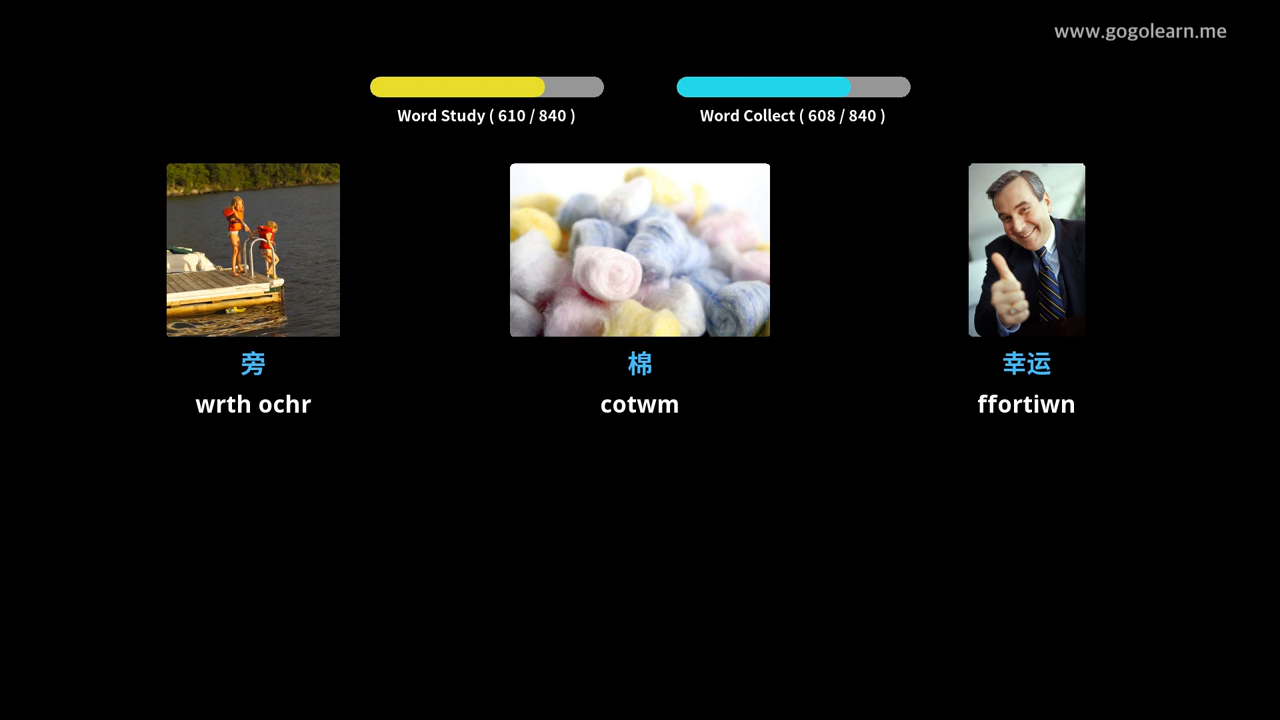 www.gogolearn.me
Word Study ( 610 / 840 )
Word Collect ( 608 / 840 )
旁
棉
幸运
wrth ochr
cotwm
ffortiwn